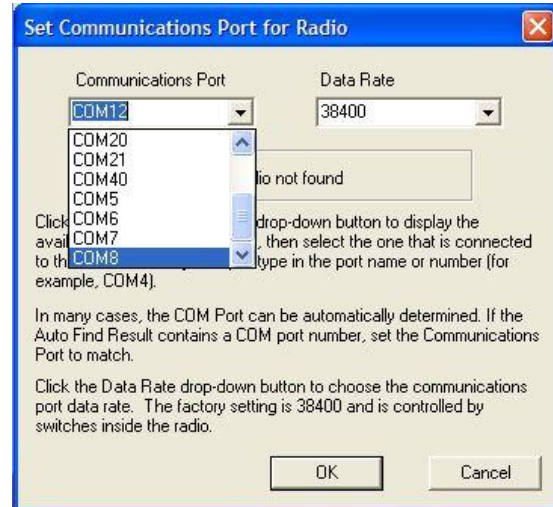 Set Communications Port for Radio
Communications Port
Data Rate
COM12
38400
COM20
COM21
COM40
COM5
COM6
COM7
COM8
not found
Click drop-down button to display the
then select the one that is connected
to type in the port name or number (for
example, COM4).
In many cases, the COM Port can be automatically determined. If the
Auto Find Result contains a COM port number, set the Communications
Port to match.
Click the Data Rate drop-down button to choose the communications
port data rate. The factory setting is 38400 and is controlled by
switches inside the radio.
OK
Cancel